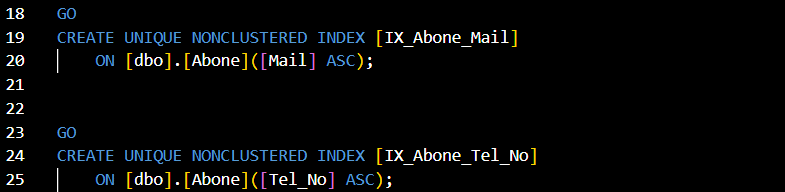 18 GO
19 CREATE UNIQUE NONCLUSTERED INDEX [IX_Abone_Mail]
20     ON [dbo].[Abone]([Mail] ASC);
21
22
23 GO
24 CREATE UNIQUE NONCLUSTERED INDEX [IX_Abone_Tel_No]
25     ON [dbo].[Abone]([Tel_No] ASC);